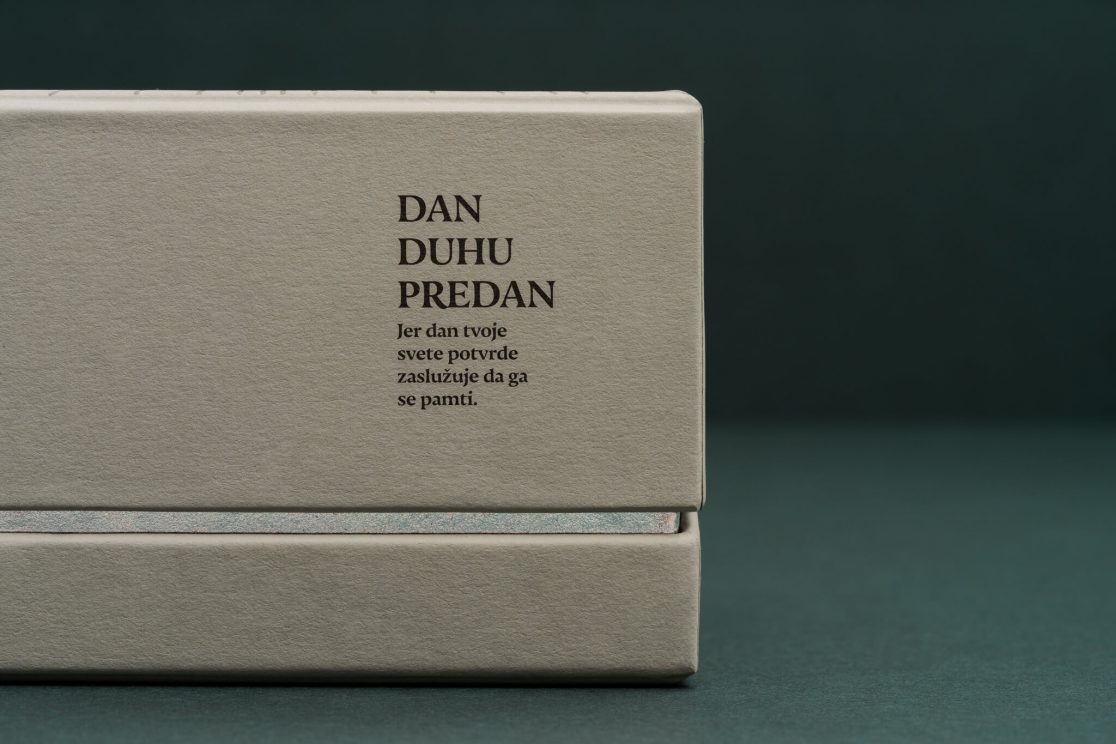 DAN
DUHU
PREDAN
Jer dan tvoje
svete potvrde
zaslužuje da ga
se pamti.